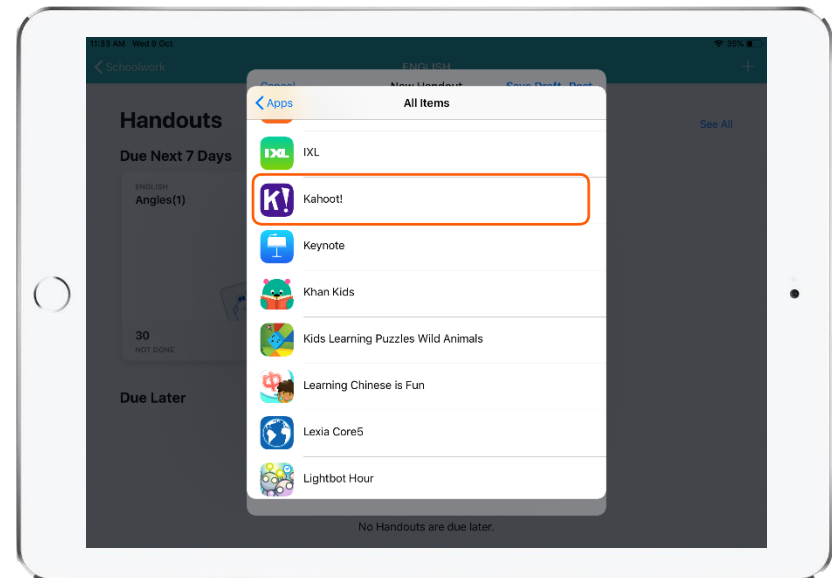 11:33 AM Wed 9 Oct
35%
Schoolwork
ENGLISH
Cancel
New Handout
Save Draft
Post
Apps
All Items
Handouts
See All
Due Next 7 Days
IXL
IXL
ENGLISH
Angles(1)
K!
Kahoot!
Keynote
Khan Kids
30
NOT DONE
Kids Learning Puzzles Wild Animals
Learning Chinese is Fun
Due Later
Lexia Core5
Lightbot Hour
No Handouts are due later.